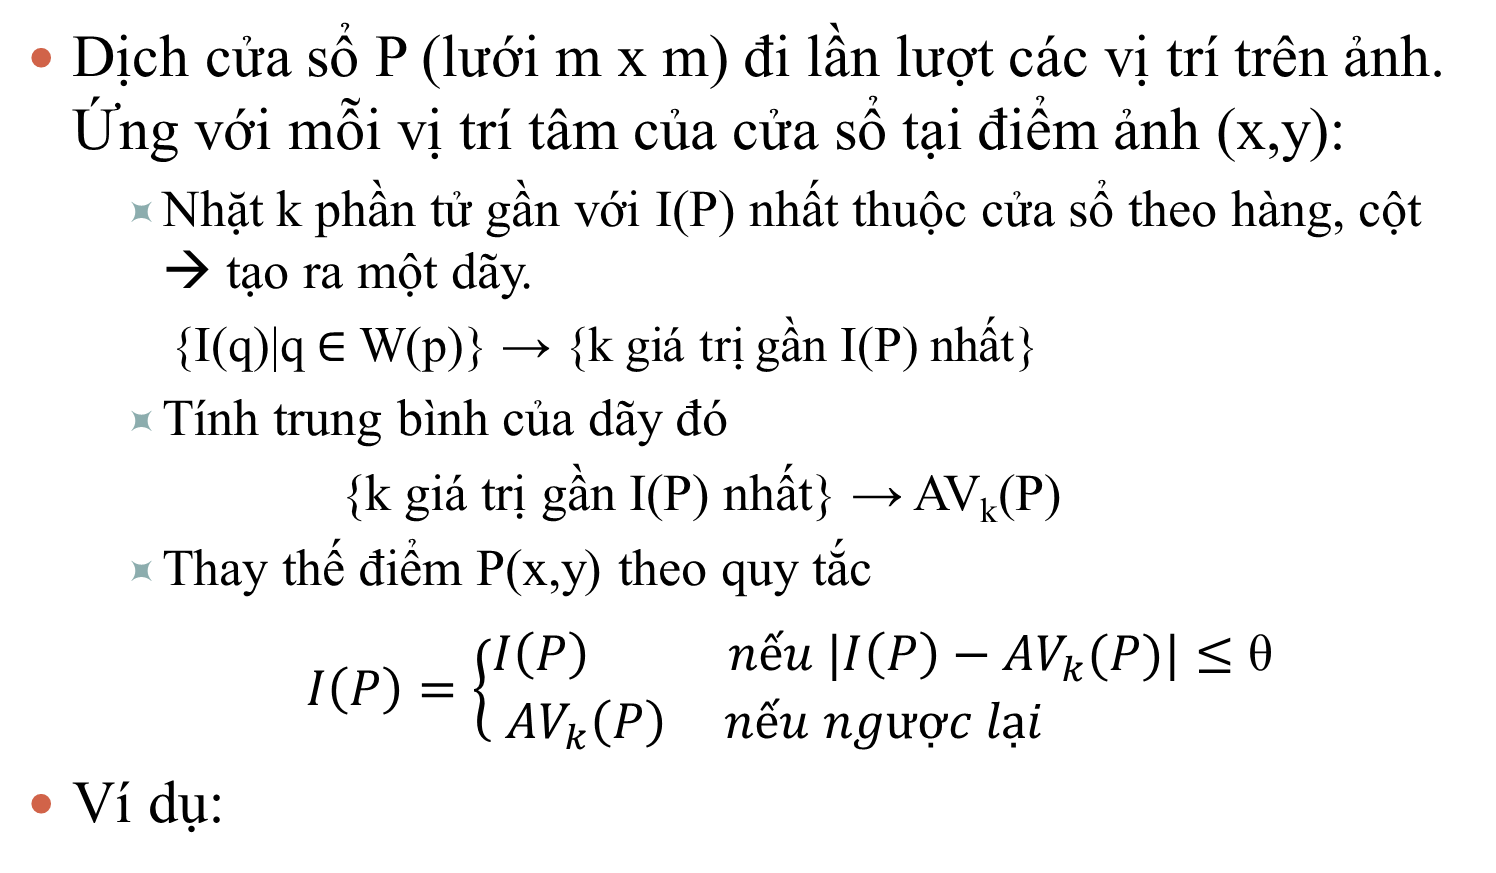 • Dịch cửa sổ P (lưới m x m) đi lần lượt các vị trí trên ảnh.
Ứng với mỗi vị trí tâm của cửa sổ tại điểm ảnh (x,y):
Nhặt k phần tử gần với I(P) nhất thuộc cửa sổ theo hàng, cột
→ tạo ra một dãy.
{I(q)|q ∈ W(p)} → {k giá trị gần I(P) nhất}
Tính trung bình của dãy đó
{k giá trị gần I(P) nhất} → AVₖ(P)
Thay thế điểm P(x,y) theo quy tắc
I(P) = { I(P) nếu |I(P) − AVₖ(P)| ≤ θ
AVₖ(P) nếu ngược lại
• Ví dụ: